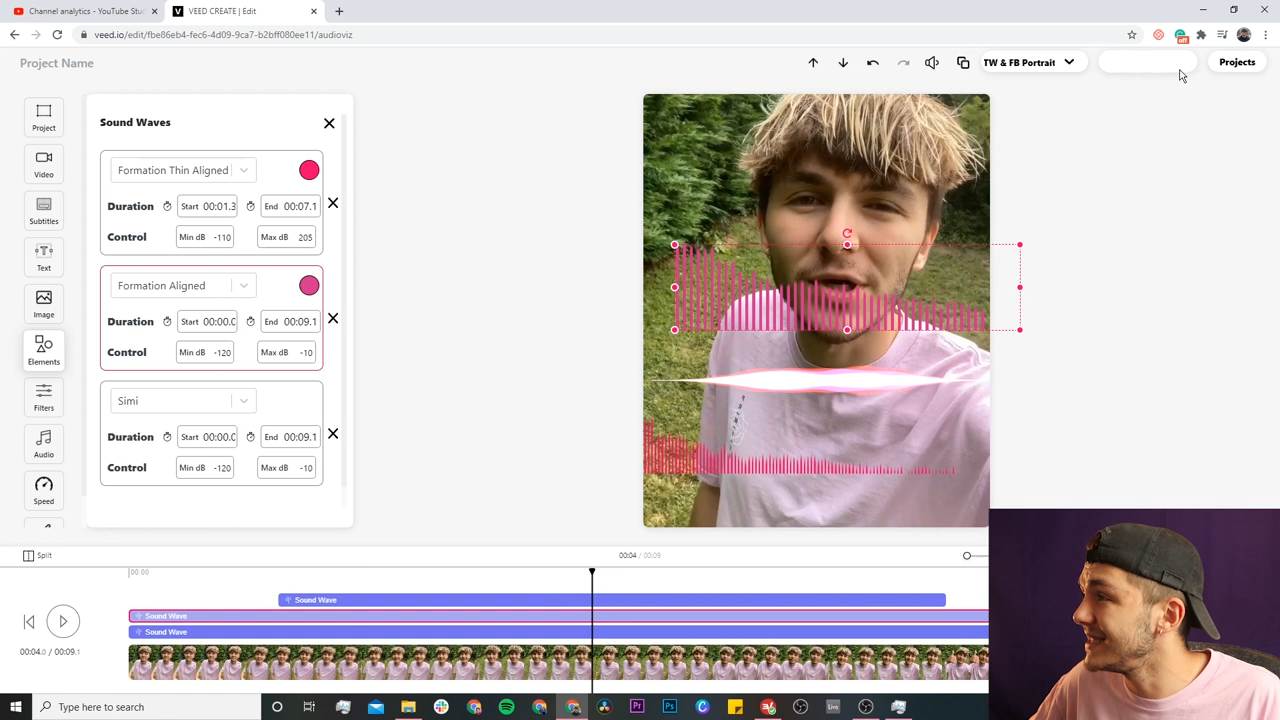 Channel analytics - YouTube Stu
VEED CREATE | Edit
veed.io/edit/fbe86eb4-fec6-4d09-9ca7-b2bff080ee11/audioviz
off
Project Name
TW & FB Portrait
Projects
Project
Video
Subtitles
Text
Image
Elements
Filters
Audio
Speed
Sound Waves
Formation Thin Aligned
Duration Start 00:01.3 End 00:07.1
Control Min dB -110 Max dB 205
Formation Aligned
Duration Start 00:00.0 End 00:09.1
Control Min dB -120 Max dB -10
Simi
Duration Start 00:00.0 End 00:09.1
Control Min dB -120 Max dB -10
Split
00:04 / 00:09
00:00
Sound Wave
Sound Wave
Sound Wave
00:04.0 / 00:09.1
Type here to search
Pr
Ps
Live